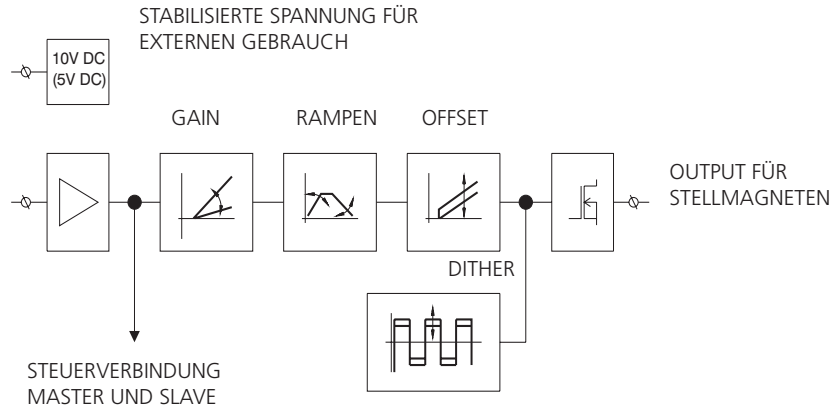 STABILISIERTE SPANNUNG FÜR
EXTERNEN GEBRAUCH
10V DC
(5V DC)
GAIN
RAMPEN
OFFSET
OUTPUT FÜR
STELLMAGNETEN
DITHER
STEUERVERBINDUNG
MASTER UND SLAVE